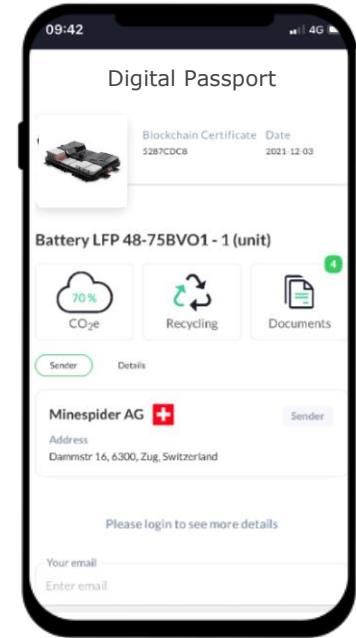 09:42 4G
Digital Passport
Blockchain Certificate Date
5287CDCB 2021-12-03
Battery LFP 48-75BVO1 - 1 (unit)
4
70%
CO₂e Recycling Documents
Sender Details
Minespider AG Sender
Address
Dammstr 16, 6300, Zug, Switzerland
Please login to see more details
Your email
Enter email